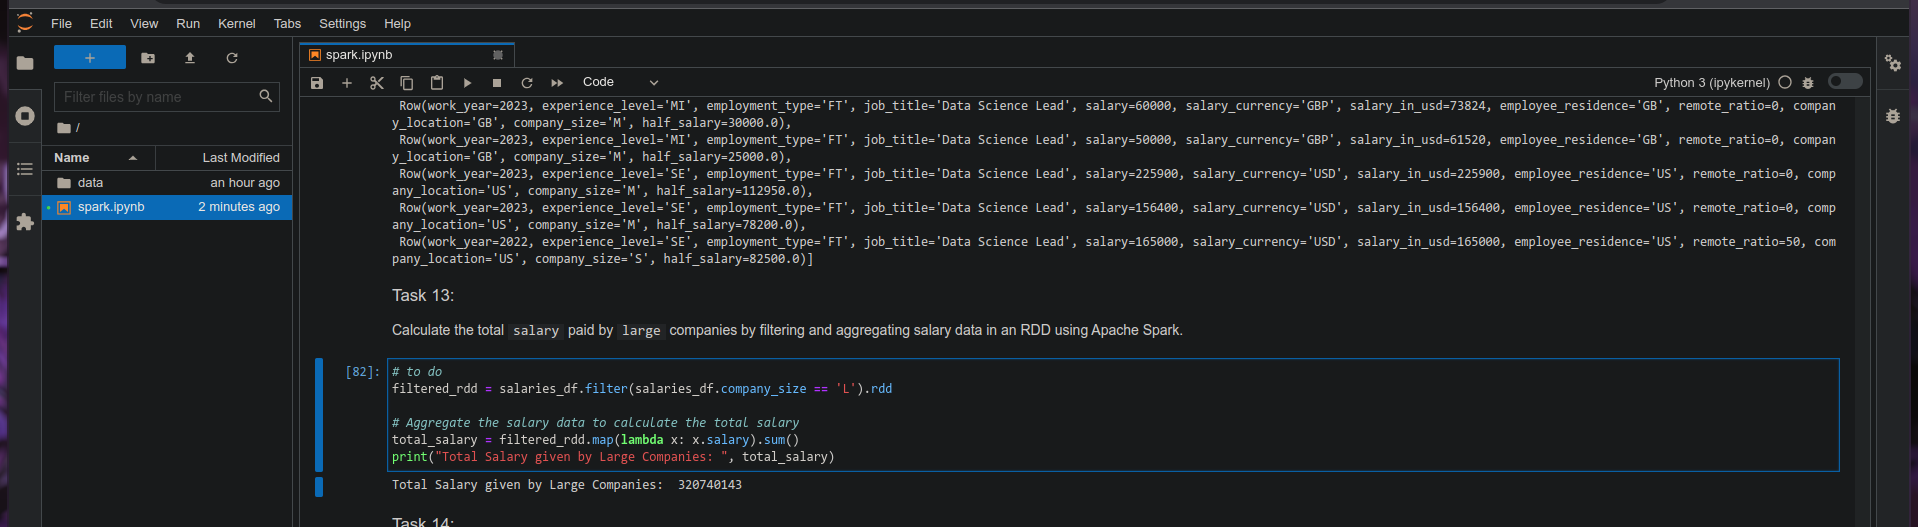 File Edit View Run Kernel Tabs Settings Help
+
Filter files by name
/
Name Last Modified
data an hour ago
spark.ipynb 2 minutes ago
spark.ipynb
Code Python 3 (ipykernel)
Row(work_year=2023, experience_level='MI', employment_type='FT', job_title='Data Science Lead', salary=60000, salary_currency='GBP', salary_in_usd=73824, employee_residence='GB', remote_ratio=0, compan
y_location='GB', company_size='M', half_salary=30000.0),
Row(work_year=2023, experience_level='MI', employment_type='FT', job_title='Data Science Lead', salary=50000, salary_currency='GBP', salary_in_usd=61520, employee_residence='GB', remote_ratio=0, compan
y_location='GB', company_size='M', half_salary=25000.0),
Row(work_year=2023, experience_level='SE', employment_type='FT', job_title='Data Science Lead', salary=225900, salary_currency='USD', salary_in_usd=225900, employee_residence='US', remote_ratio=0, comp
any_location='US', company_size='M', half_salary=112950.0),
Row(work_year=2023, experience_level='SE', employment_type='FT', job_title='Data Science Lead', salary=156400, salary_currency='USD', salary_in_usd=156400, employee_residence='US', remote_ratio=0, comp
any_location='US', company_size='M', half_salary=78200.0),
Row(work_year=2022, experience_level='SE', employment_type='FT', job_title='Data Science Lead', salary=165000, salary_currency='USD', salary_in_usd=165000, employee_residence='US', remote_ratio=50, com
pany_location='US', company_size='S', half_salary=82500.0)]
Task 13:
Calculate the total salary paid by large companies by filtering and aggregating salary data in an RDD using Apache Spark.
[82]: # to do
filtered_rdd = salaries_df.filter(salaries_df.company_size == 'L').rdd
# Aggregate the salary data to calculate the total salary
total_salary = filtered_rdd.map(lambda x: x.salary).sum()
print("Total Salary given by Large Companies: ", total_salary)
Total Salary given by Large Companies:  320740143
Task 14: